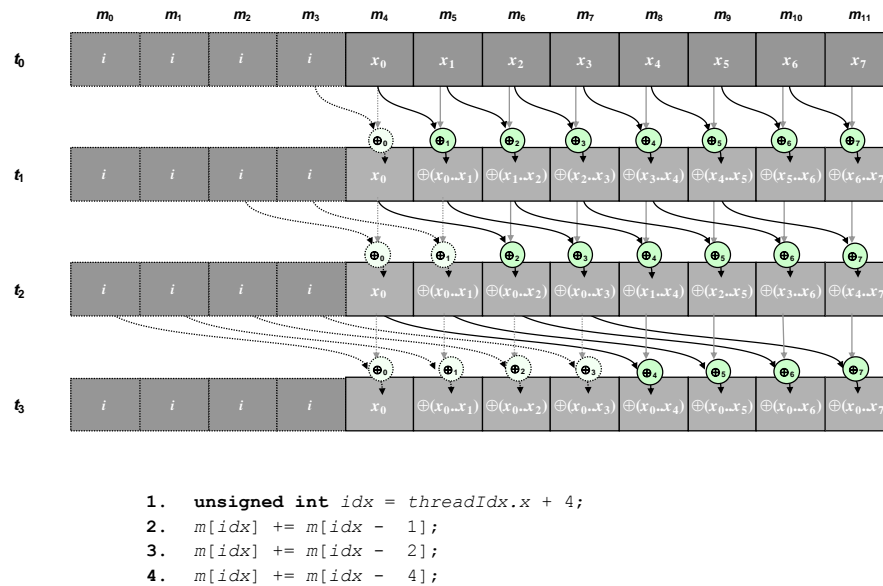 m₀ m₁ m₂ m₃ m₄ m₅ m₆ m₇ m₈ m₉ m₁₀ m₁₁
t₀ i i i i x₀ x₁ x₂ x₃ x₄ x₅ x₆ x₇
⊕₀ ⊕₁ ⊕₂ ⊕₃ ⊕₄ ⊕₅ ⊕₆ ⊕₇
t₁ i i i i x₀ ⊕(x₀..x₁) ⊕(x₁..x₂) ⊕(x₂..x₃) ⊕(x₃..x₄) ⊕(x₄..x₅) ⊕(x₅..x₆) ⊕(x₆..x₇
⊕₀ ⊕₁ ⊕₂ ⊕₃ ⊕₄ ⊕₅ ⊕₆ ⊕₇
t₂ i i i i x₀ ⊕(x₀..x₁) ⊕(x₀..x₂) ⊕(x₀..x₃) ⊕(x₁..x₄) ⊕(x₂..x₅) ⊕(x₃..x₆) ⊕(x₄..x₇
⊕₀ ⊕₁ ⊕₂ ⊕₃ ⊕₄ ⊕₅ ⊕₆ ⊕₇
t₃ i i i i x₀ ⊕(x₀..x₁) ⊕(x₀..x₂) ⊕(x₀..x₃) ⊕(x₀..x₄) ⊕(x₀..x₅) ⊕(x₀..x₆) ⊕(x₀..x₇
1. unsigned int idx = threadIdx.x + 4;
2. m[idx] += m[idx - 1];
3. m[idx] += m[idx - 2];
4. m[idx] += m[idx - 4];